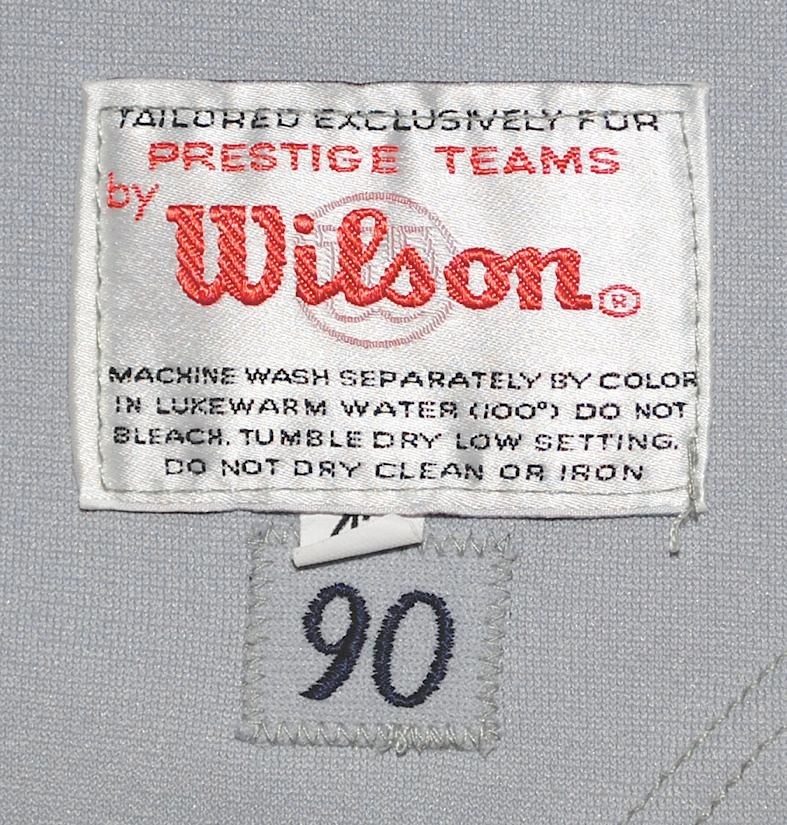 TAILORED EXCLUSIVELY FOR
PRESTIGE TEAMS
by
Wilson®
MACHINE WASH SEPARATELY BY COLOR
IN LUKEWARM WATER (100°) DO NOT
BLEACH. TUMBLE DRY LOW SETTING.
DO NOT DRY CLEAN OR IRON
90